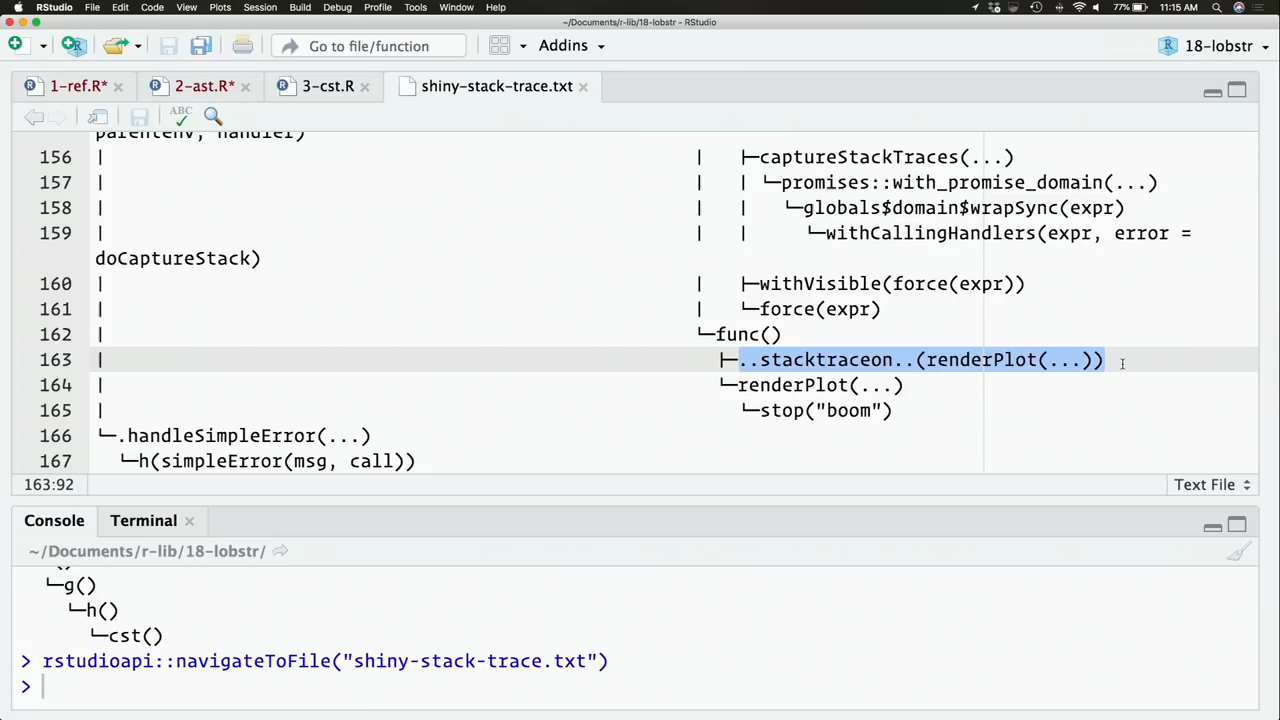 RStudio File Edit Code View Plots Session Build Debug Profile Tools Window Help 77% 11:15 AM
~/Documents/r-lib/18-lobstr - RStudio
Go to file/function Addins 18-lobstr
1-ref.R* 2-ast.R* 3-cst.R shiny-stack-trace.txt
ABC
parentenv, handler)
156 | | ├─captureStackTraces(...)
157 | | | └─promises::with_promise_domain(...)
158 | | | └─globals$domain$wrapSync(expr)
159 | | | └─withCallingHandlers(expr, error =
doCaptureStack)
160 | | ├─withVisible(force(expr))
161 | | └─force(expr)
162 | └─func()
163 | ├─..stacktraceon..(renderPlot(...))
164 | └─renderPlot(...)
165 | └─stop("boom")
166 └─.handleSimpleError(...)
167 └─h(simpleError(msg, call))
163:92 Text File
Console Terminal
~/Documents/r-lib/18-lobstr/
└─g()
└─h()
└─cst()
> rstudioapi::navigateToFile("shiny-stack-trace.txt")
>